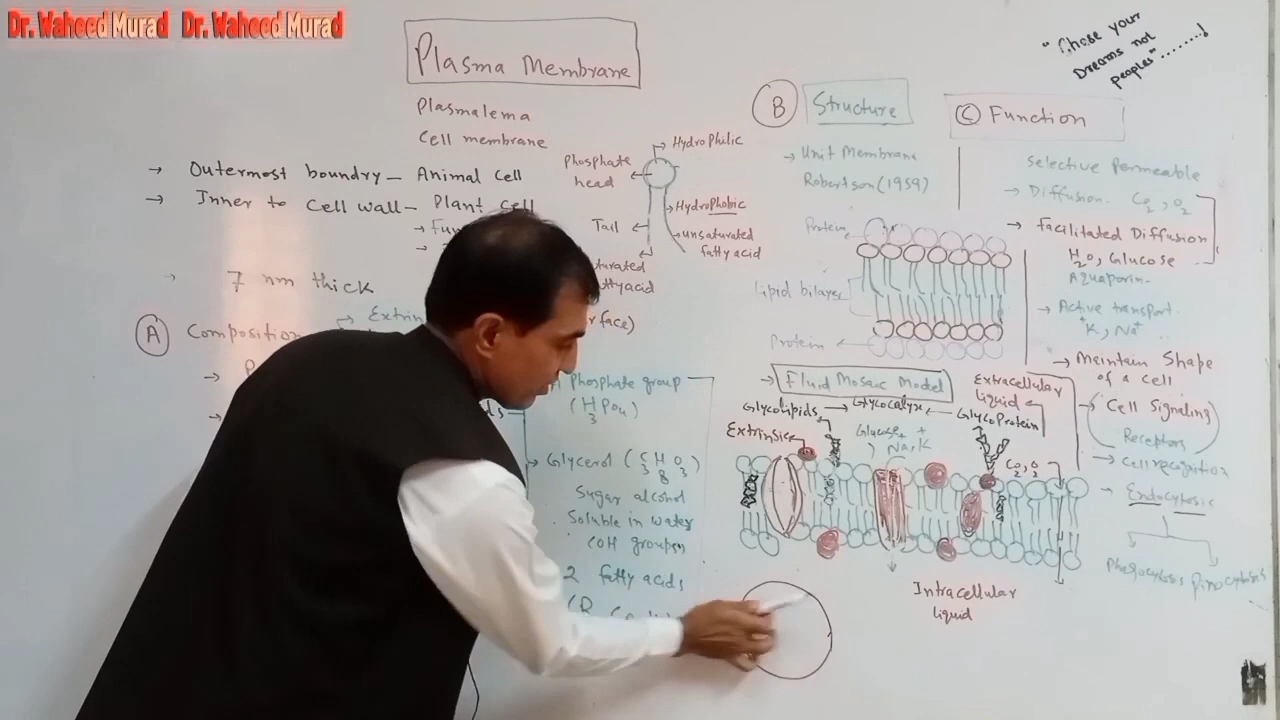 Dr. Waheed Murad Dr. Waheed Murad
Plasma Membrane
Plasmalema
Cell membrane
→ Outermost boundry - Animal cell
→ Inner to Cell wall - Plant cell
7 nm thick
A Composition
phosphate group
(H3PO4)
→ Glycerol (C3H8O3)
Sugar alcohol
Soluble in water
(OH groups)
2 fatty acids
Hydrophilic
Phosphate head
Hydrophobic
Tail
unsaturated fatty acid
B Structure
→ Unit Membrane
Robertson (1959)
Protein
Lipid bilayer
Protein
→ Fluid Mosaic Model
Glycolipids → Glycocalyx ← GlycoProtein
Extrinsic
Glucose +
Na, K
Extracellular
liquid
CO2, O2
Intracellular
liquid
"Chose your
Dreams not
peoples"........!
C Function
Selective Permeable
→ Diffusion. CO2, O2
→ Facilitated Diffusion
H2O, Glucose
Aquaporin-
→ Active transport.
K+, Na+
→ Maintain Shape
of a cell
→ Cell Signaling
Receptors
→ Cell recognition
→ Endocytosis
Phagocytosis Pinocytosis